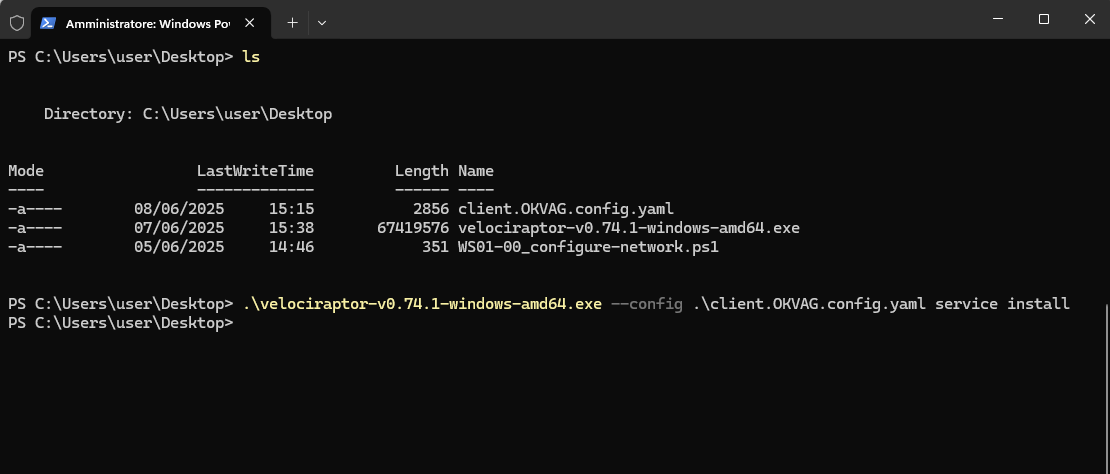 Amministratore: Windows Po
PS C:\Users\user\Desktop> ls
Directory: C:\Users\user\Desktop
Mode                 LastWriteTime         Length Name
----                 -------------         ------ ----
-a----        08/06/2025     15:15           2856 client.OKVAG.config.yaml
-a----        07/06/2025     15:38       67419576 velociraptor-v0.74.1-windows-amd64.exe
-a----        05/06/2025     14:46            351 WS01-00_configure-network.ps1
PS C:\Users\user\Desktop> .\velociraptor-v0.74.1-windows-amd64.exe --config .\client.OKVAG.config.yaml service install
PS C:\Users\user\Desktop>